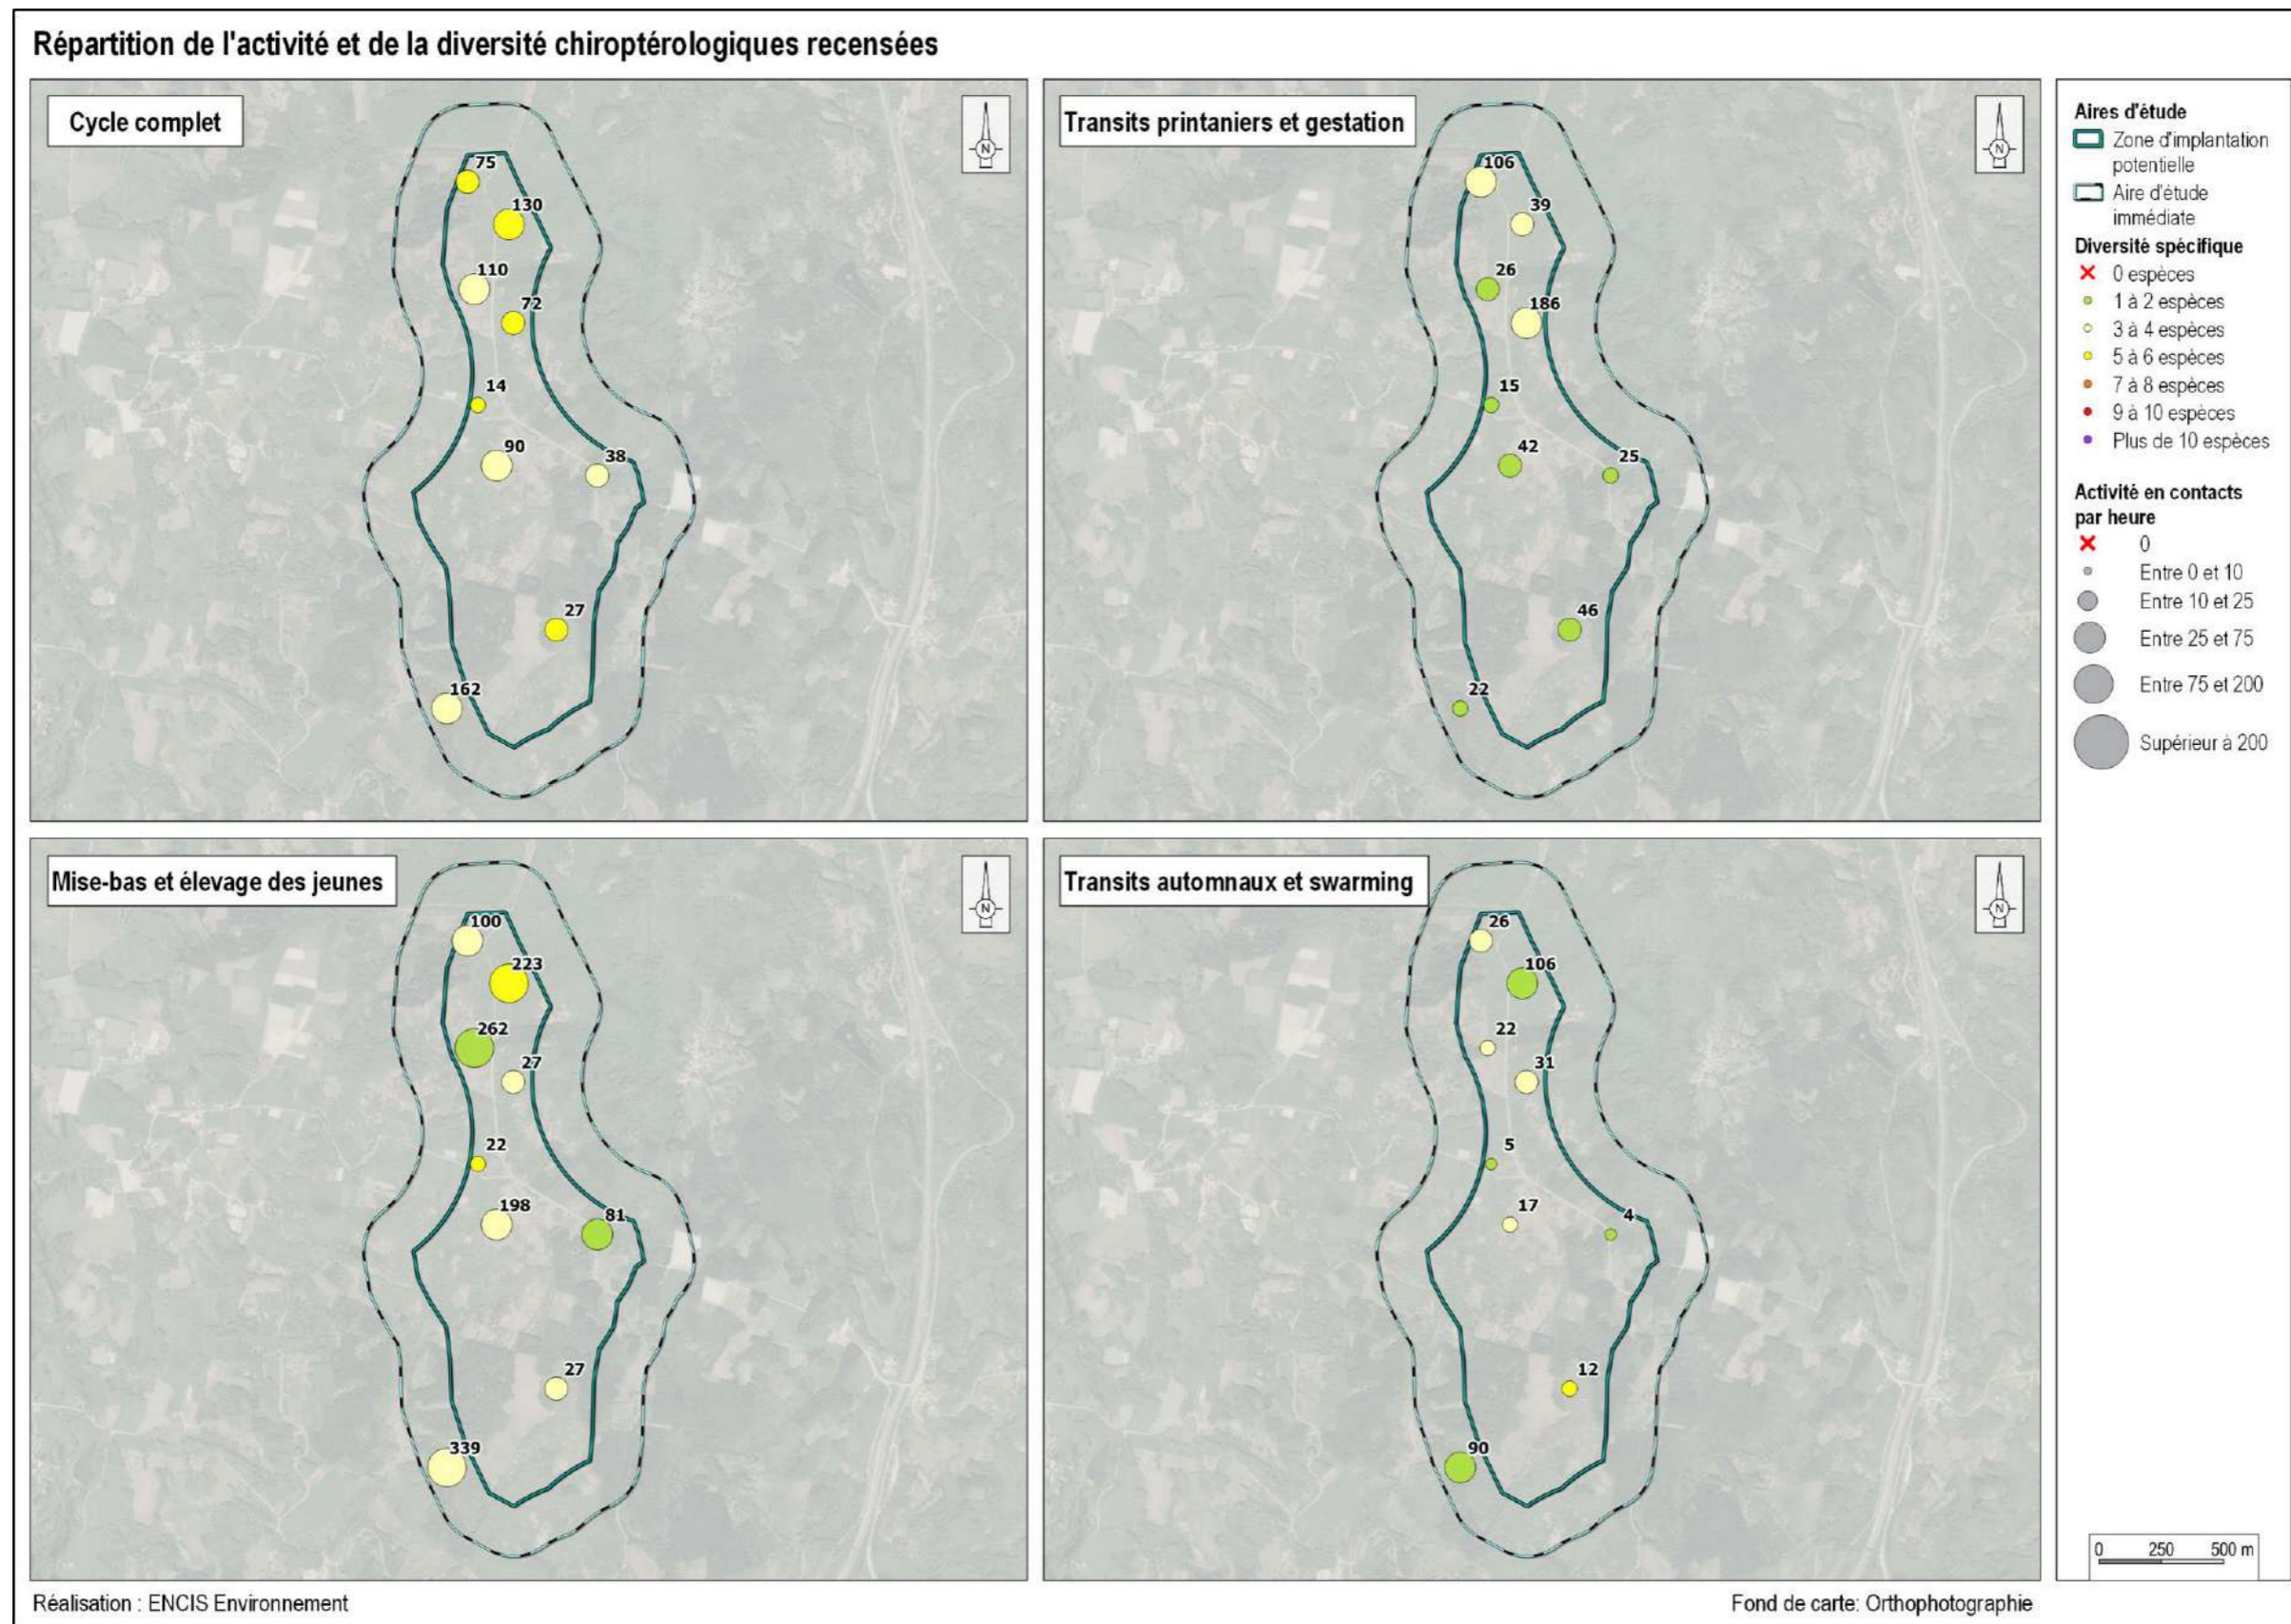 Répartition de l'activité et de la diversité chiroptérologiques recensées
Cycle complet
N
75
130
110
72
14
90
38
27
162
Transits printaniers et gestation
N
106
39
26
186
15
42
25
46
22
Mise-bas et élevage des jeunes
N
100
223
262
27
22
198
81
27
339
Transits automnaux et swarming
N
26
106
22
31
5
17
4
12
90
Aires d'étude
Zone d'implantation
potentielle
Aire d'étude
immédiate
Diversité spécifique
0 espèces
1 à 2 espèces
3 à 4 espèces
5 à 6 espèces
7 à 8 espèces
9 à 10 espèces
Plus de 10 espèces
Activité en contacts
par heure
0
Entre 0 et 10
Entre 10 et 25
Entre 25 et 75
Entre 75 et 200
Supérieur à 200
0 250 500 m
Réalisation : ENCIS Environnement
Fond de carte: Orthophotographie